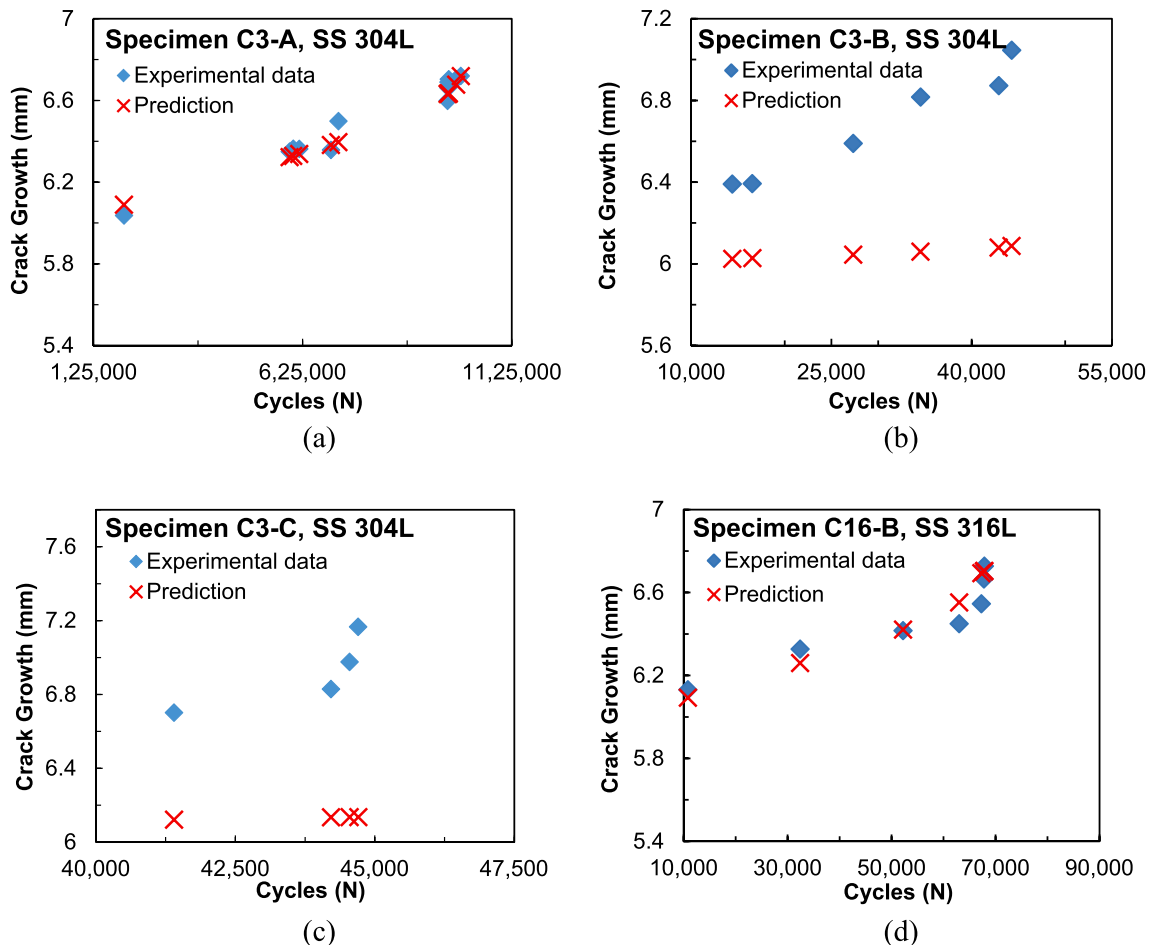 7
6.6
6.2
5.8
5.4
Crack Growth (mm)
Specimen C3-A, SS 304L
Experimental data
Prediction
1,25,000
6,25,000
11,25,000
Cycles (N)
(a)
7.2
6.8
6.4
6
5.6
Crack Growth (mm)
Specimen C3-B, SS 304L
Experimental data
Prediction
10,000
25,000
40,000
55,000
Cycles (N)
(b)
7.6
7.2
6.8
6.4
6
Crack Growth (mm)
Specimen C3-C, SS 304L
Experimental data
Prediction
40,000
42,500
45,000
47,500
Cycles (N)
(c)
7
6.6
6.2
5.8
5.4
Crack Growth (mm)
Specimen C16-B, SS 316L
Experimental data
Prediction
10,000
30,000
50,000
70,000
90,000
Cycles (N)
(d)